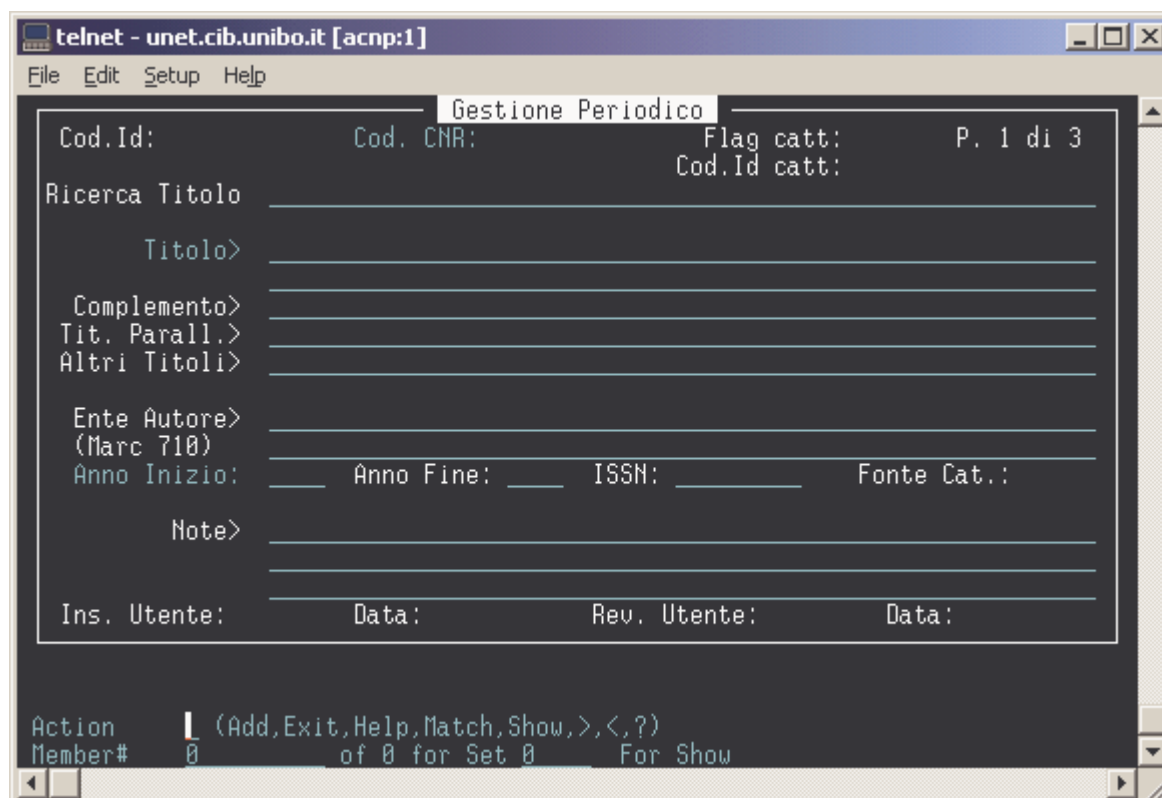 telnet - unet.cib.unibo.it [acnp:1]
File Edit Setup Help
Gestione Periodico
Cod.Id: Cod. CNR: Flag catt: P. 1 di 3
Cod.Id catt:
Ricerca Titolo
Titolo>
Complemento>
Tit. Parall.>
Altri Titoli>
Ente Autore>
(Marc 710)
Anno Inizio: Anno Fine: ISSN: Fonte Cat.:
Note>
Ins. Utente: Data: Rev. Utente: Data:
Action (Add,Exit,Help,Match,Show,>,<,?)
Member# 0 of 0 for Set 0 For Show